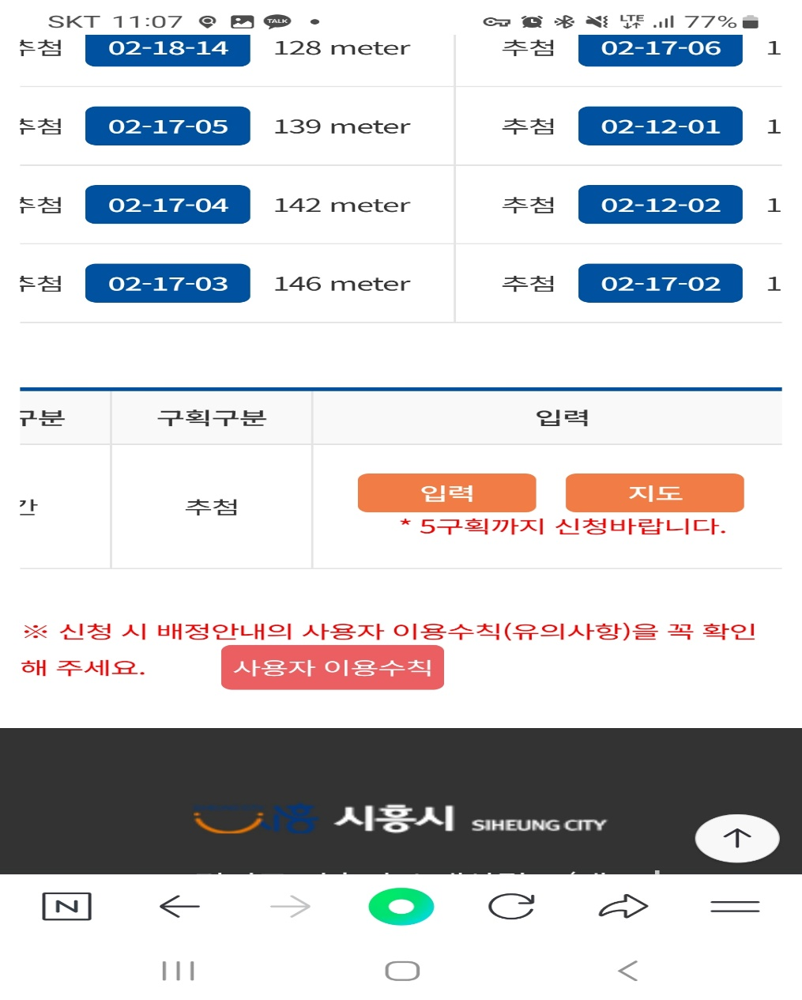 SKT 11:07 TALK LTE 77%
추첨 02-18-14 128 meter 추첨 02-17-06 1
추첨 02-17-05 139 meter 추첨 02-12-01 1
추첨 02-17-04 142 meter 추첨 02-12-02 1
추첨 02-17-03 146 meter 추첨 02-17-02 1
구분 구획구분 입력
입력 지도
간 추첨
* 5구획까지 신청바랍니다.
※ 신청 시 배정안내의 사용자 이용수칙(유의사항)을 꼭 확인
해 주세요. 사용자 이용수칙
시흥시 SIHEUNG CITY
N